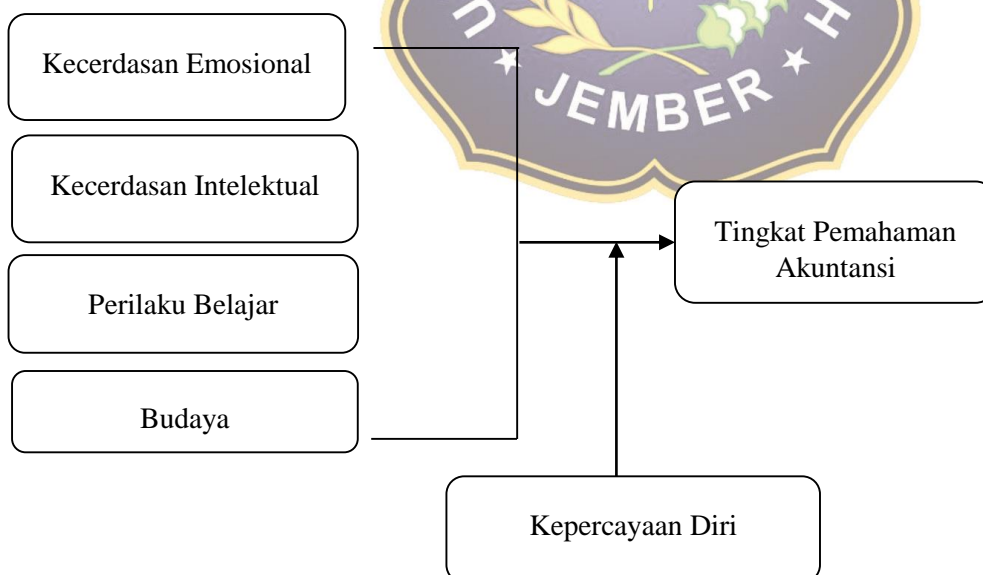 U
H
JEMBER
Kecerdasan Emosional
Kecerdasan Intelektual
Perilaku Belajar
Budaya
Tingkat Pemahaman
Akuntansi
Kepercayaan Diri